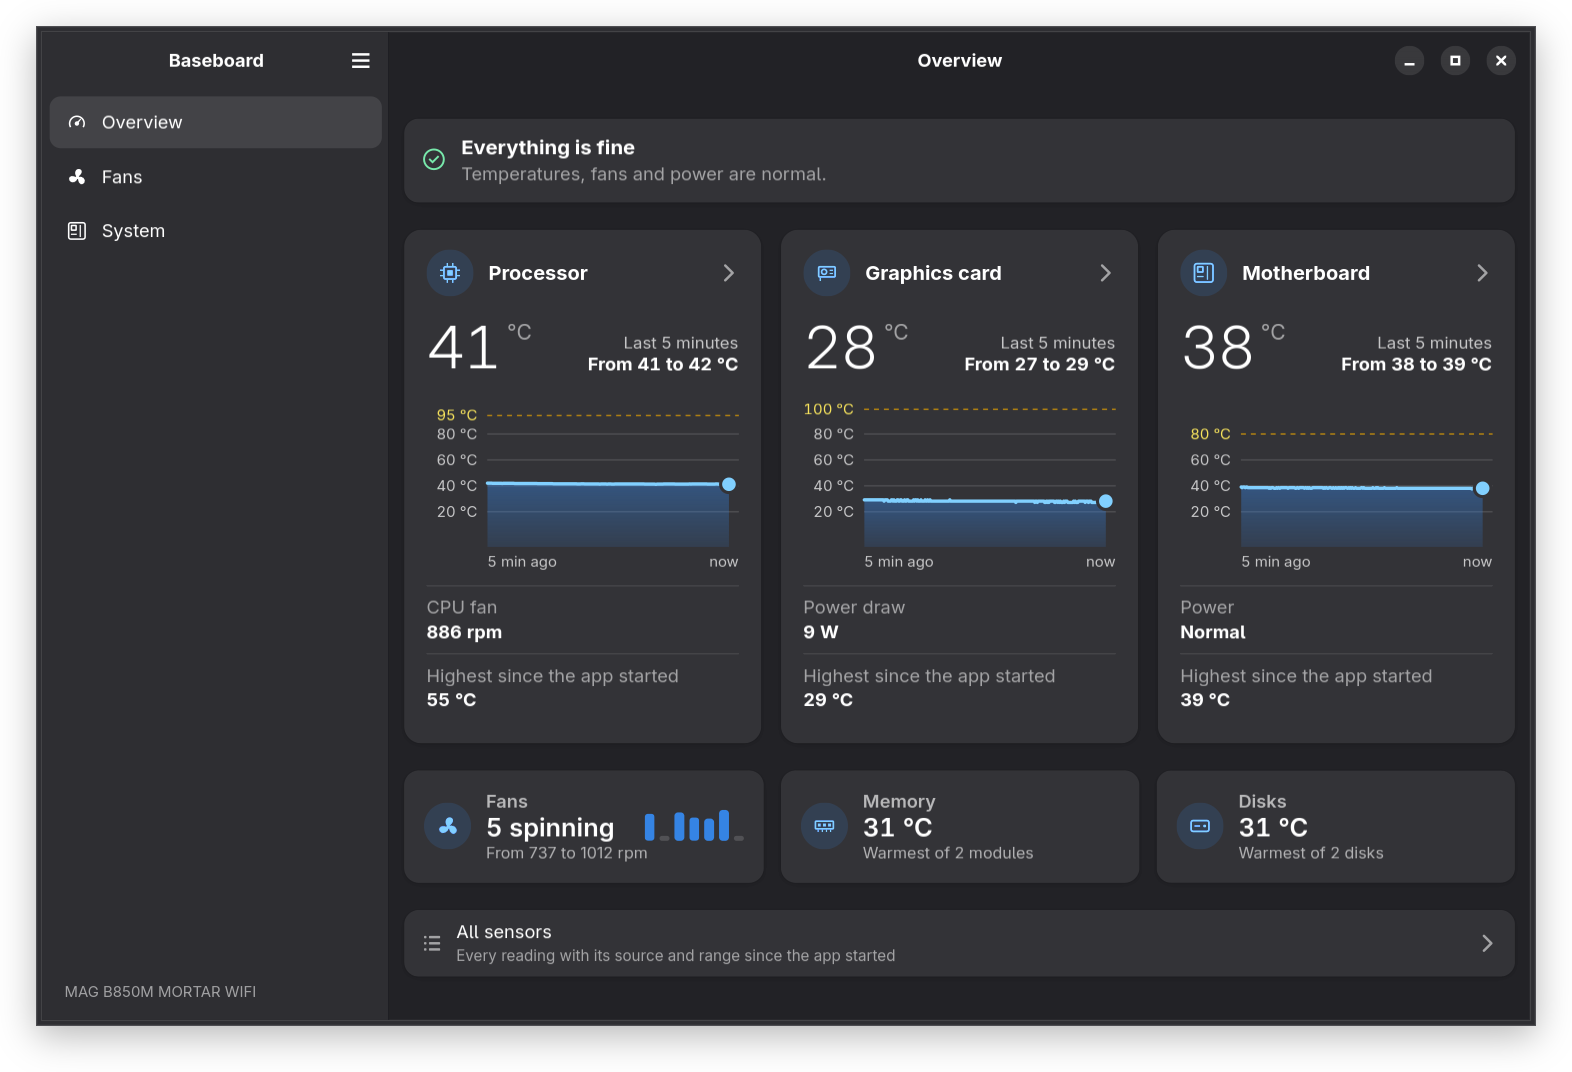 Baseboard
Overview
Overview
Fans
System
Everything is fine
Temperatures, fans and power are normal.
Processor
41 °C
Last 5 minutes
From 41 to 42 °C
95 °C
80 °C
60 °C
40 °C
20 °C
5 min ago now
CPU fan
886 rpm
Highest since the app started
55 °C
Graphics card
28 °C
Last 5 minutes
From 27 to 29 °C
100 °C
80 °C
60 °C
40 °C
20 °C
5 min ago now
Power draw
9 W
Highest since the app started
29 °C
Motherboard
38 °C
Last 5 minutes
From 38 to 39 °C
80 °C
60 °C
40 °C
20 °C
5 min ago now
Power
Normal
Highest since the app started
39 °C
Fans
5 spinning
From 737 to 1012 rpm
Memory
31 °C
Warmest of 2 modules
Disks
31 °C
Warmest of 2 disks
All sensors
Every reading with its source and range since the app started
MAG B850M MORTAR WIFI